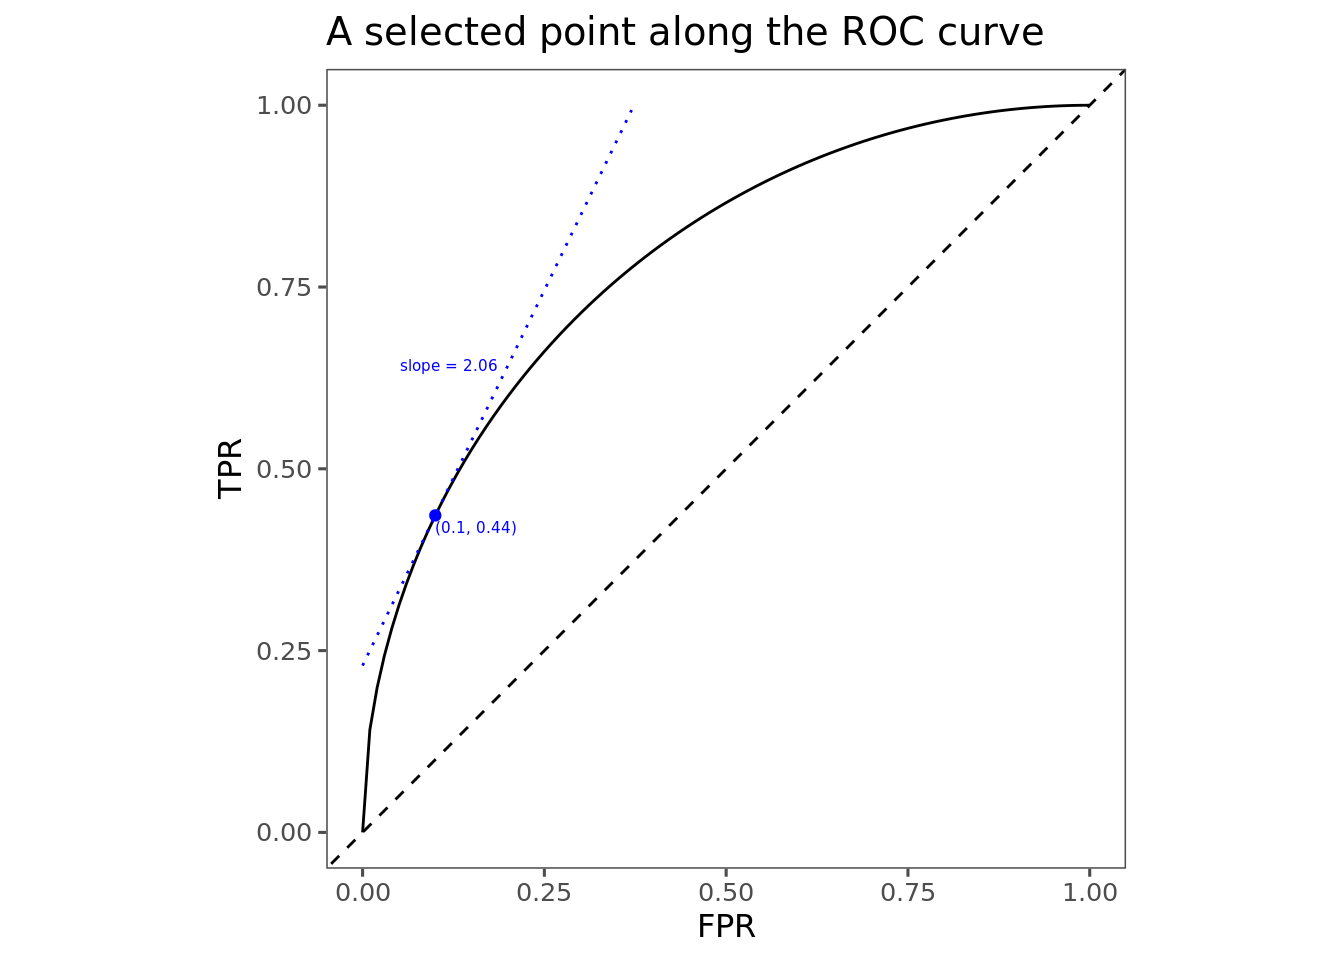 A selected point along the ROC curve
1.00
0.75
0.50
0.25
0.00
TPR
slope = 2.06
(0.1, 0.44)
0.00 0.25 0.50 0.75 1.00
FPR